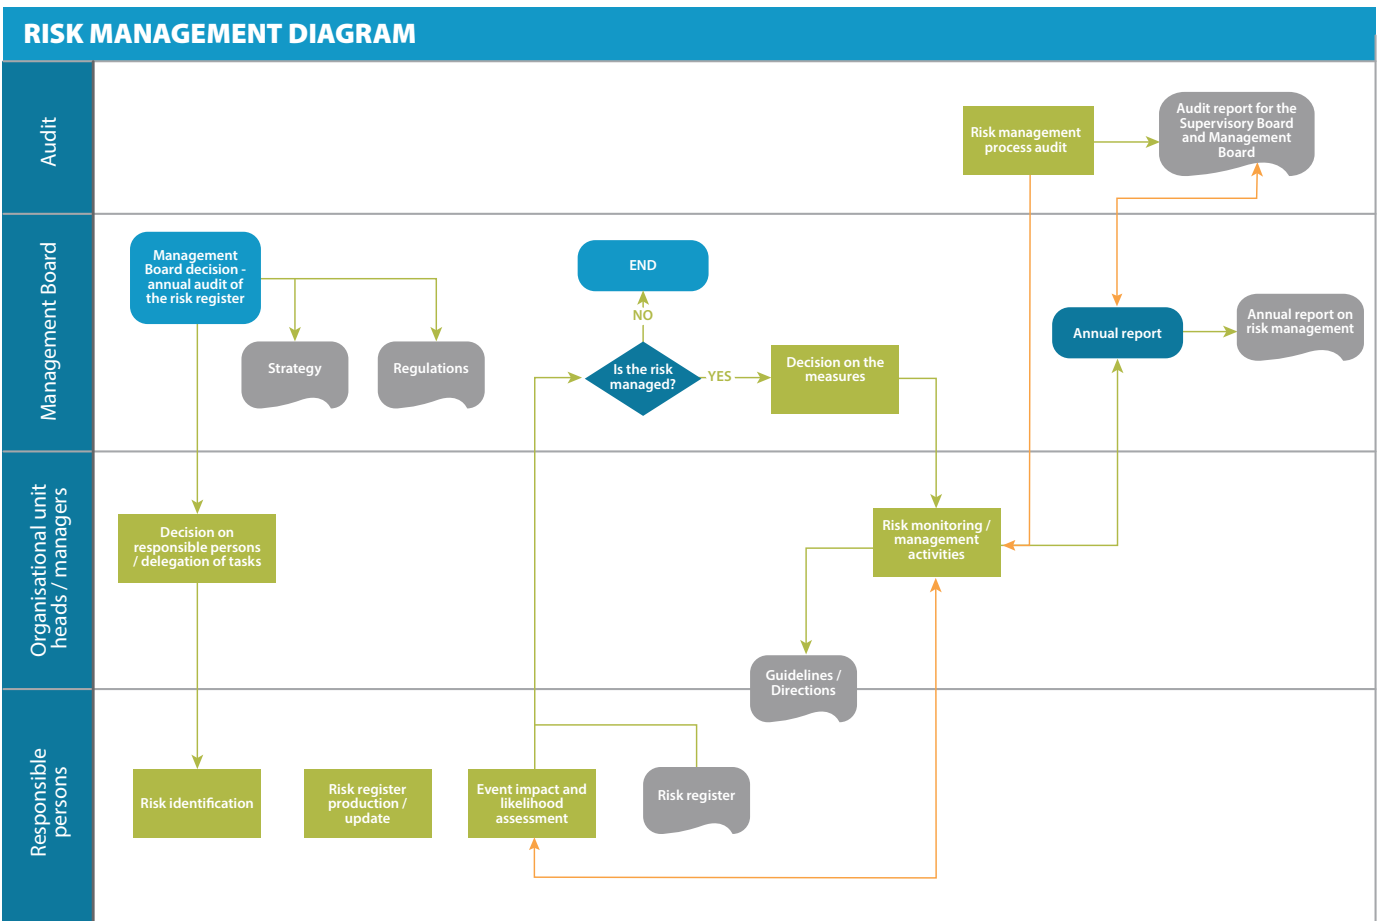 RISK MANAGEMENT DIAGRAM
Audit
Risk management
process audit
Audit report for the
Supervisory Board
and Management
Board
Management Board
Management
Board decision -
annual audit of
the risk register
Strategy
Regulations
END
NO
Is the risk
managed?
YES
Decision on the
measures
Annual report
Annual report on
risk management
Organisational unit
heads / managers
Decision on
responsible persons
/ delegation of tasks
Risk monitoring /
management
activities
Guidelines /
Directions
Responsible
persons
Risk identification
Risk register
production /
update
Event impact and
likelihood
assessment
Risk register